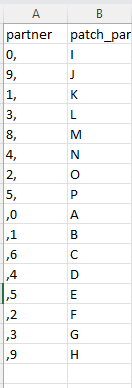 A B
partner patch_par
0, I
9, J
1, K
3, L
8, M
4, N
2, O
5, P
,0 A
,1 B
,6 C
,4 D
,5 E
,2 F
,3 G
,9 H